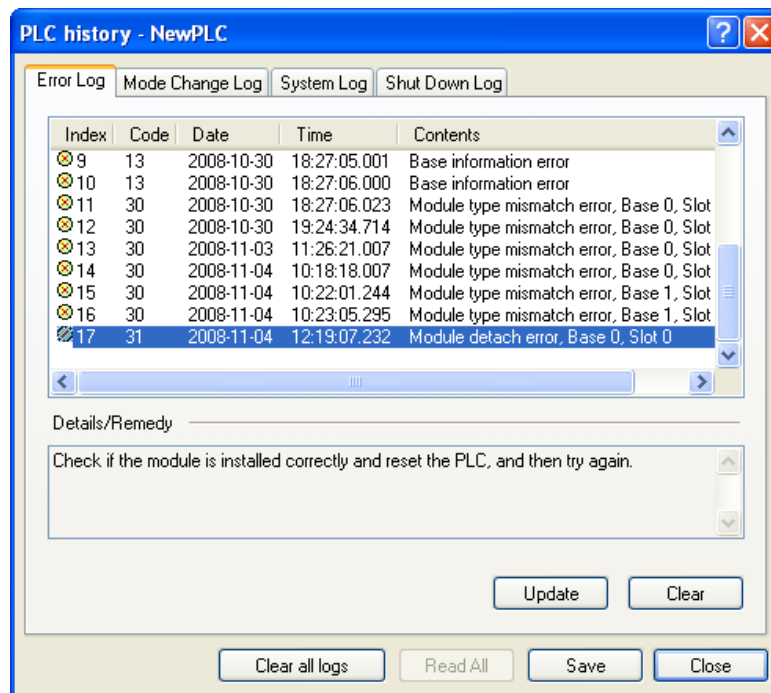 PLC history - NewPLC
Error Log Mode Change Log System Log Shut Down Log
Index Code Date Time Contents
9 13 2008-10-30 18:27:05.001 Base information error
10 13 2008-10-30 18:27:06.000 Base information error
11 30 2008-10-30 18:27:06.023 Module type mismatch error, Base 0, Slot
12 30 2008-10-30 19:24:34.714 Module type mismatch error, Base 0, Slot
13 30 2008-11-03 11:26:21.007 Module type mismatch error, Base 0, Slot
14 30 2008-11-04 10:18:18.007 Module type mismatch error, Base 0, Slot
15 30 2008-11-04 10:22:01.244 Module type mismatch error, Base 1, Slot
16 30 2008-11-04 10:23:05.295 Module type mismatch error, Base 1, Slot
17 31 2008-11-04 12:19:07.232 Module detach error, Base 0, Slot 0
Details/Remedy
Check if the module is installed correctly and reset the PLC, and then try again.
Update Clear
Clear all logs Read All Save Close